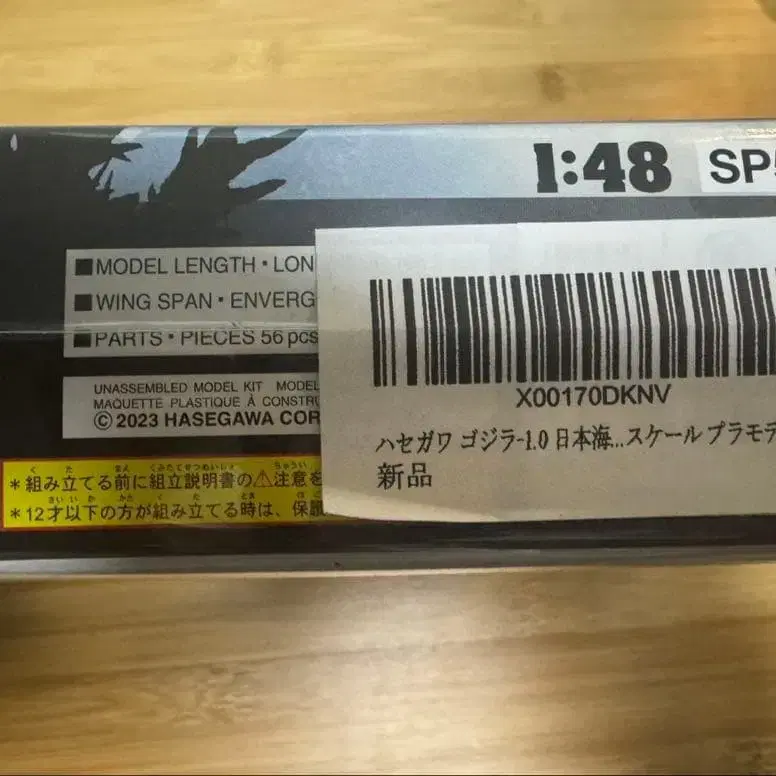 1:48 SP
■MODEL LENGTH・LON
■WING SPAN・ENVERG
■PARTS・PIECES 56 pcs
UNASSEMBLED MODEL KIT MODEL
MAQUETTE PLASTIQUE À CONSTRU
© 2023 HASEGAWA COR
X00170DKNV
ハセガワ ゴジラ-1.0 日本海...スケール プラモデ
新品
＊組み立てる前に組立説明書の⚠注意を
＊12才以下の方が組み立てる時は、保護